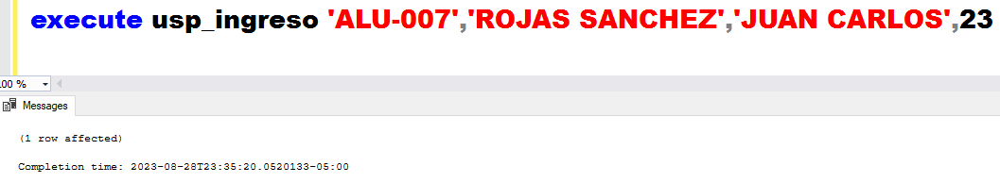 execute usp_ingreso 'ALU-007','ROJAS SANCHEZ','JUAN CARLOS',23
.00 %
Messages
(1 row affected)
Completion time: 2023-08-28T23:35:20.0520133-05:00